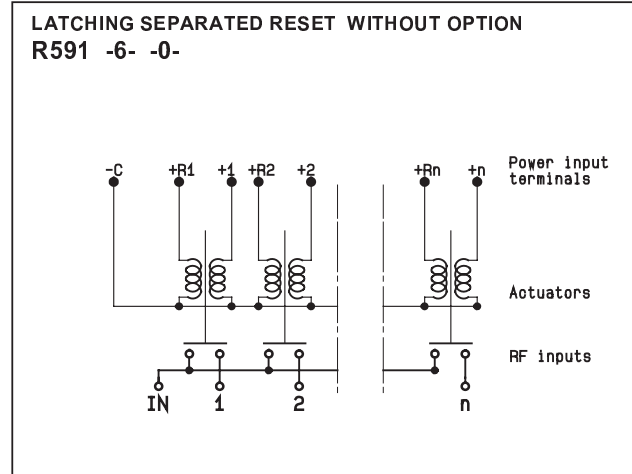 LATCHING SEPARATED RESET WITHOUT OPTION
R591 -6- -0-
-C +R1 +1 +R2 +2 +Rn +n Power input
terminals
Actuators
RF inputs
IN 1 2 n